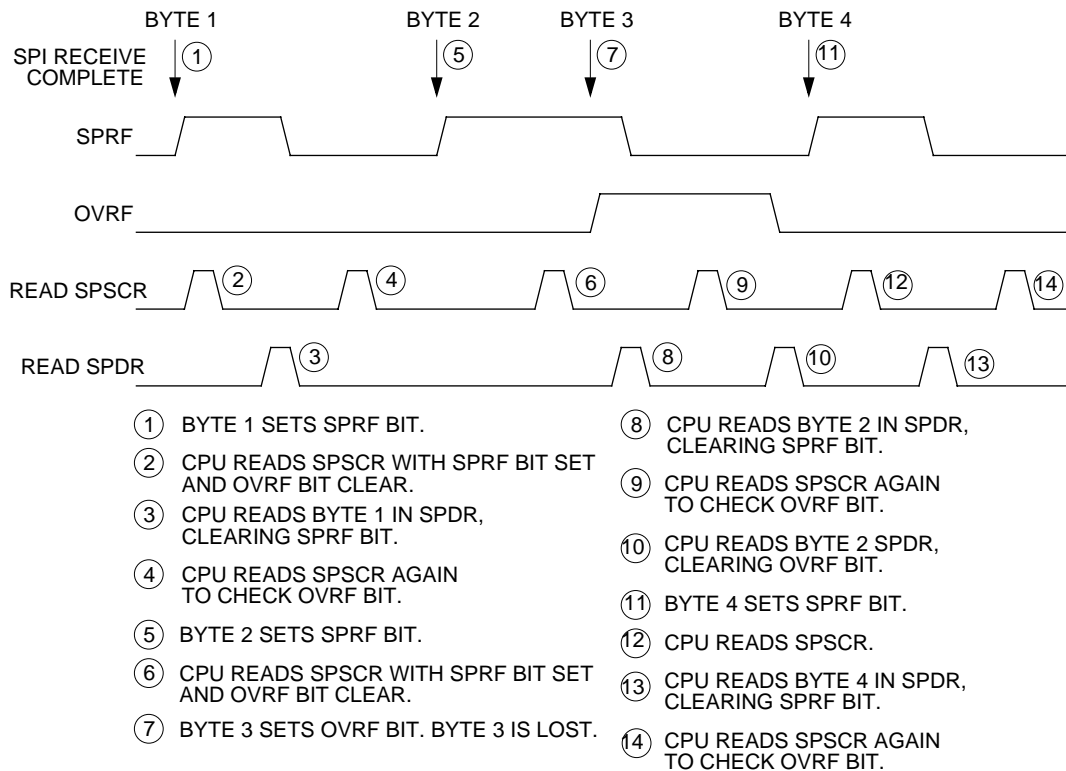 BYTE 1 BYTE 2 BYTE 3 BYTE 4
SPI RECEIVE
COMPLETE
1 5 7 11
SPRF
OVRF
READ SPSCR 2 4 6 9 12 14
READ SPDR 3 8 10 13
1 BYTE 1 SETS SPRF BIT.
2 CPU READS SPSCR WITH SPRF BIT SET
AND OVRF BIT CLEAR.
3 CPU READS BYTE 1 IN SPDR,
CLEARING SPRF BIT.
4 CPU READS SPSCR AGAIN
TO CHECK OVRF BIT.
5 BYTE 2 SETS SPRF BIT.
6 CPU READS SPSCR WITH SPRF BIT SET
AND OVRF BIT CLEAR.
7 BYTE 3 SETS OVRF BIT. BYTE 3 IS LOST.
8 CPU READS BYTE 2 IN SPDR,
CLEARING SPRF BIT.
9 CPU READS SPSCR AGAIN
TO CHECK OVRF BIT.
10 CPU READS BYTE 2 SPDR,
CLEARING OVRF BIT.
11 BYTE 4 SETS SPRF BIT.
12 CPU READS SPSCR.
13 CPU READS BYTE 4 IN SPDR,
CLEARING SPRF BIT.
14 CPU READS SPSCR AGAIN
TO CHECK OVRF BIT.